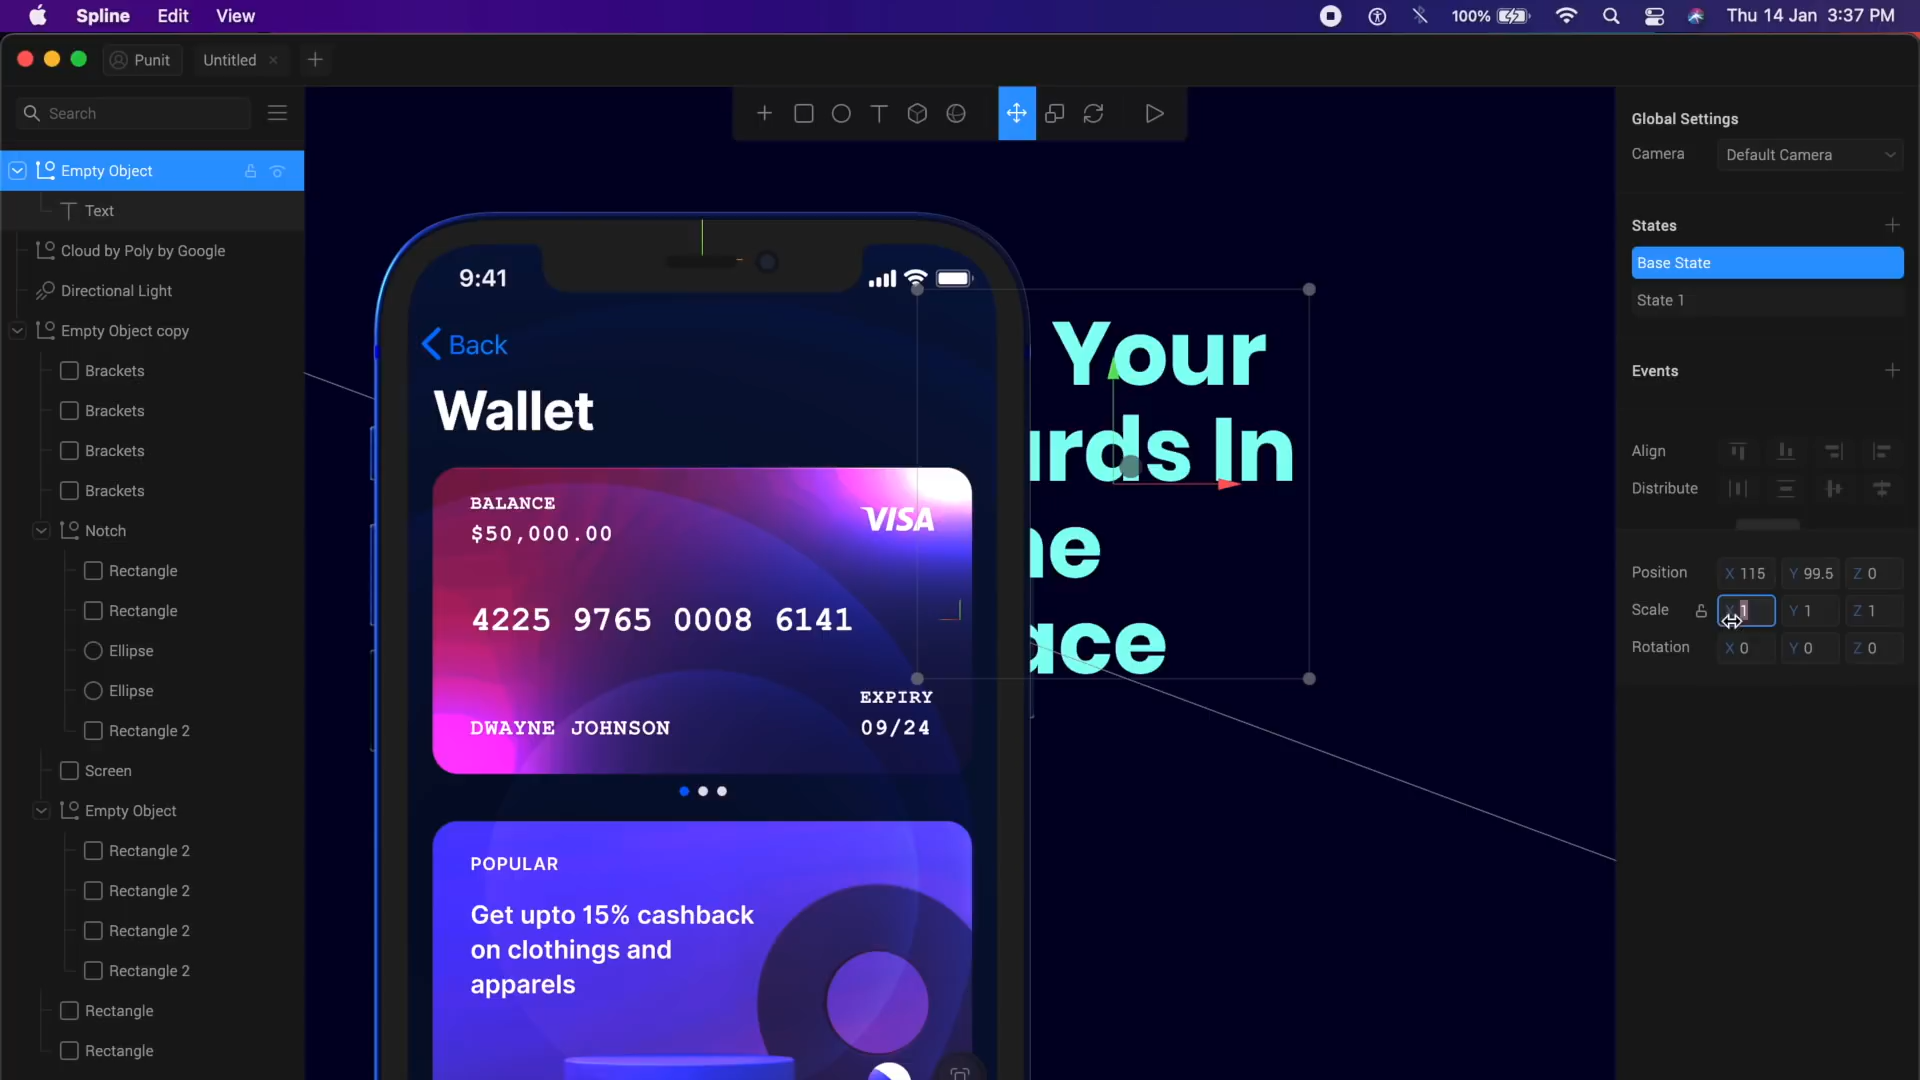 Spline Edit View 100% Thu 14 Jan 3:37 PM
Punit Untitled
Search
Empty Object
Text
Cloud by Poly by Google
Directional Light
Empty Object copy
Brackets
Brackets
Brackets
Brackets
Notch
Rectangle
Rectangle
Ellipse
Ellipse
Rectangle 2
Screen
Empty Object
Rectangle 2
Rectangle 2
Rectangle 2
Rectangle 2
Rectangle
Rectangle
9:41
Back
Wallet
BALANCE
$50,000.00
VISA
4225 9765 0008 6141
EXPIRY
DWAYNE JOHNSON 09/24
POPULAR
Get upto 15% cashback
on clothings and
apparels
Your
rds In
e
ace
Global Settings
Camera Default Camera
States
Base State
State 1
Events
Align
Distribute
Position X 115 Y 99.5 Z 0
Scale X 1 Y 1 Z 1
Rotation X 0 Y 0 Z 0